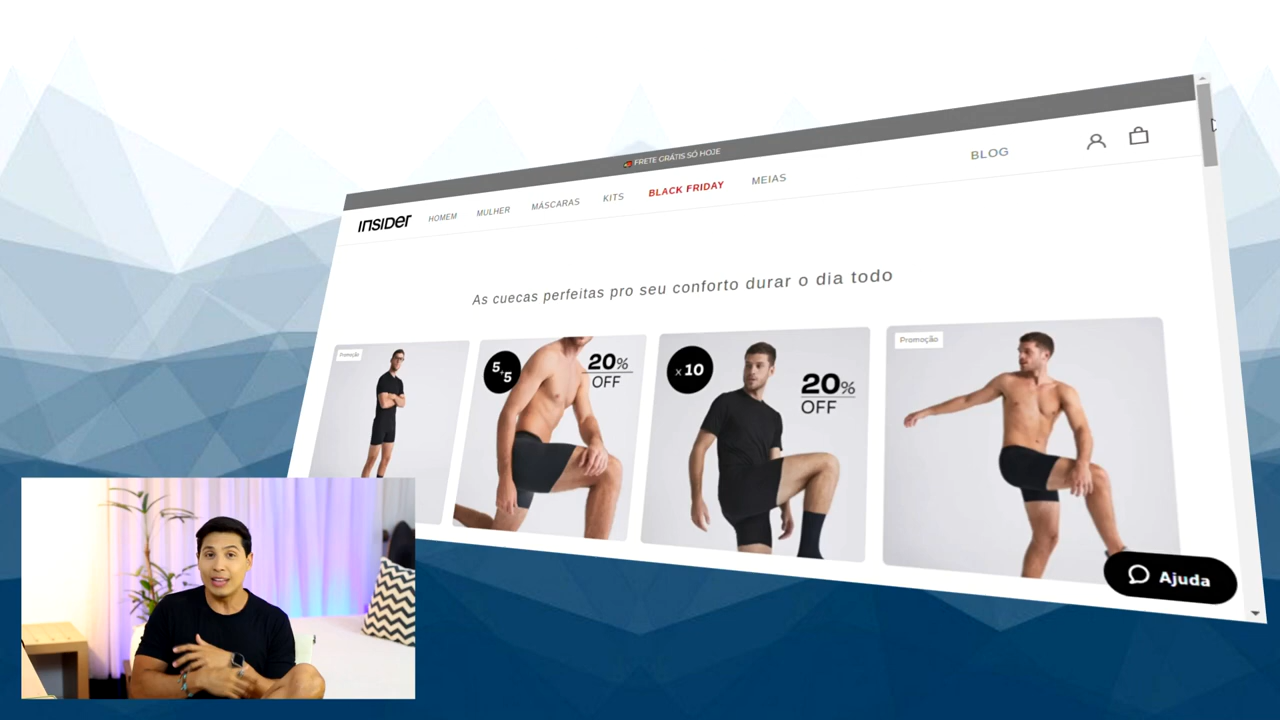 FRETE GRÁTIS SÓ HOJE
INSIDER
HOMEM
MULHER
MÁSCARAS
KITS
BLACK FRIDAY
MEIAS
BLOG
As cuecas perfeitas pro seu conforto durar o dia todo
Promoção
5+5
20%
OFF
x 10
20%
OFF
Promoção
Ajuda